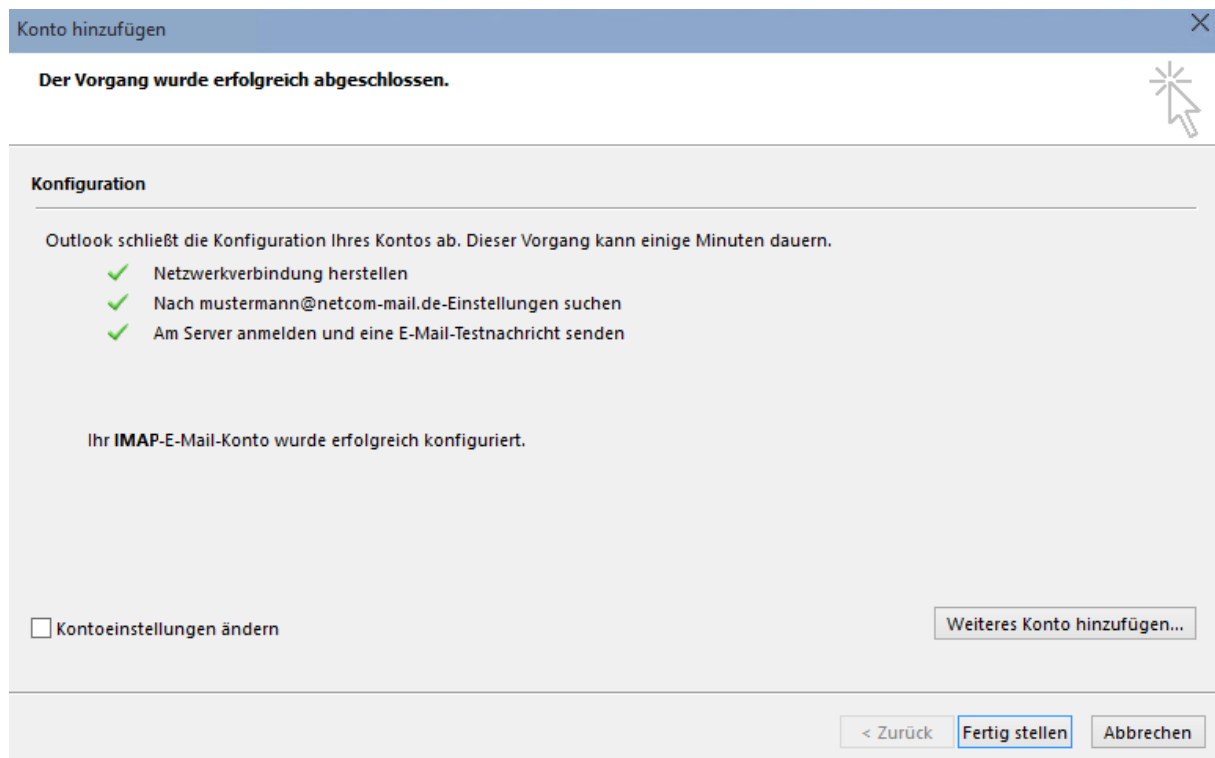 Konto hinzufügen
Der Vorgang wurde erfolgreich abgeschlossen.
Konfiguration
Outlook schließt die Konfiguration Ihres Kontos ab. Dieser Vorgang kann einige Minuten dauern.
Netzwerkverbindung herstellen
Nach mustermann@netcom-mail.de-Einstellungen suchen
Am Server anmelden und eine E-Mail-Testnachricht senden
Ihr IMAP-E-Mail-Konto wurde erfolgreich konfiguriert.
Kontoeinstellungen ändern
Weiteres Konto hinzufügen...
< Zurück
Fertig stellen
Abbrechen